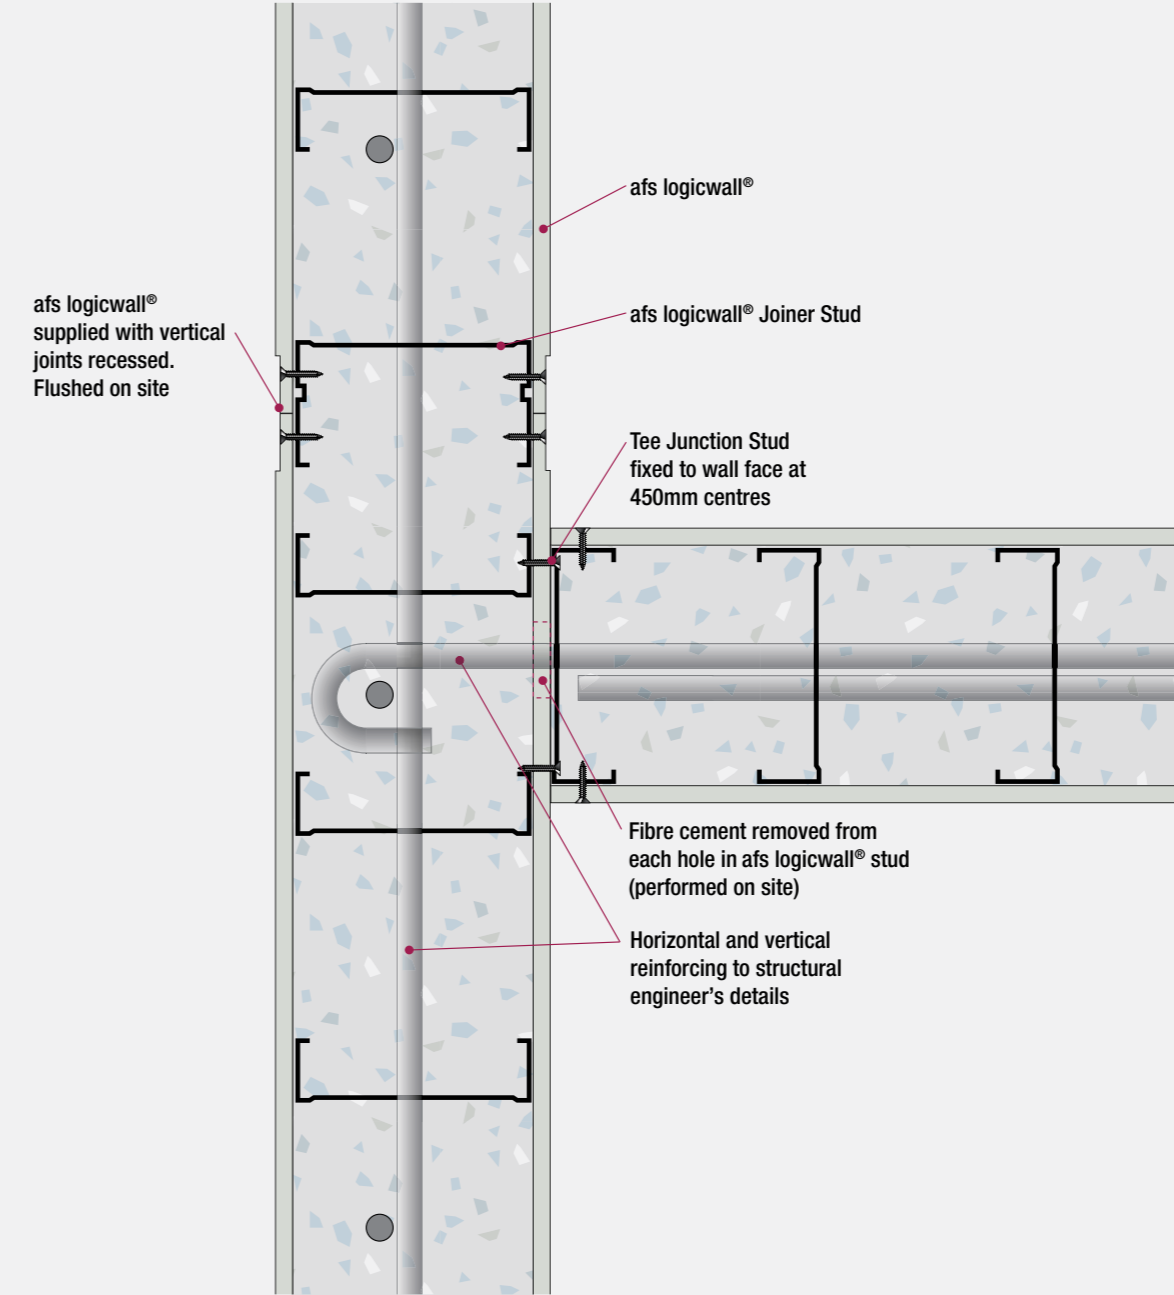 afs logicwall®
afs logicwall® Joiner Stud
afs logicwall®
supplied with vertical
joints recessed.
Flushed on site
Tee Junction Stud
fixed to wall face at
450mm centres
Fibre cement removed from
each hole in afs logicwall® stud
(performed on site)
Horizontal and vertical
reinforcing to structural
engineer's details